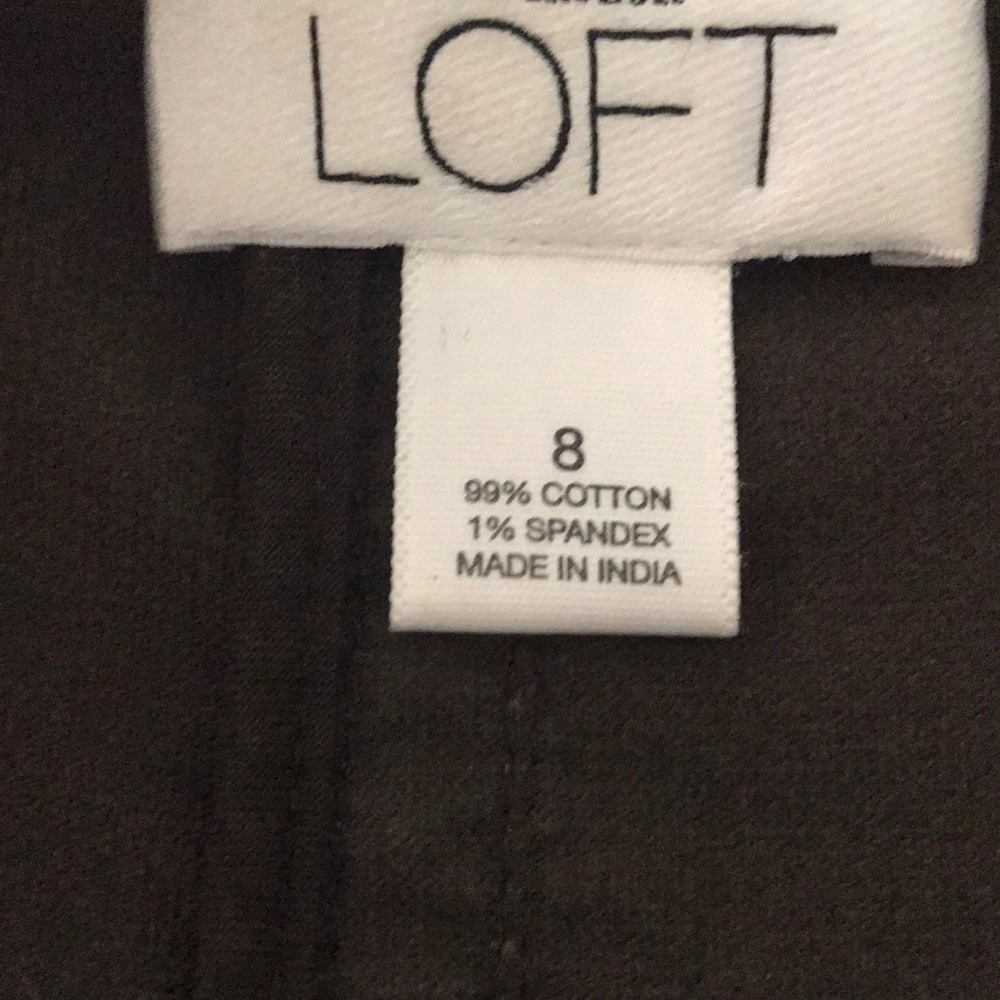 LOFT
8
99% COTTON
1% SPANDEX
MADE IN INDIA